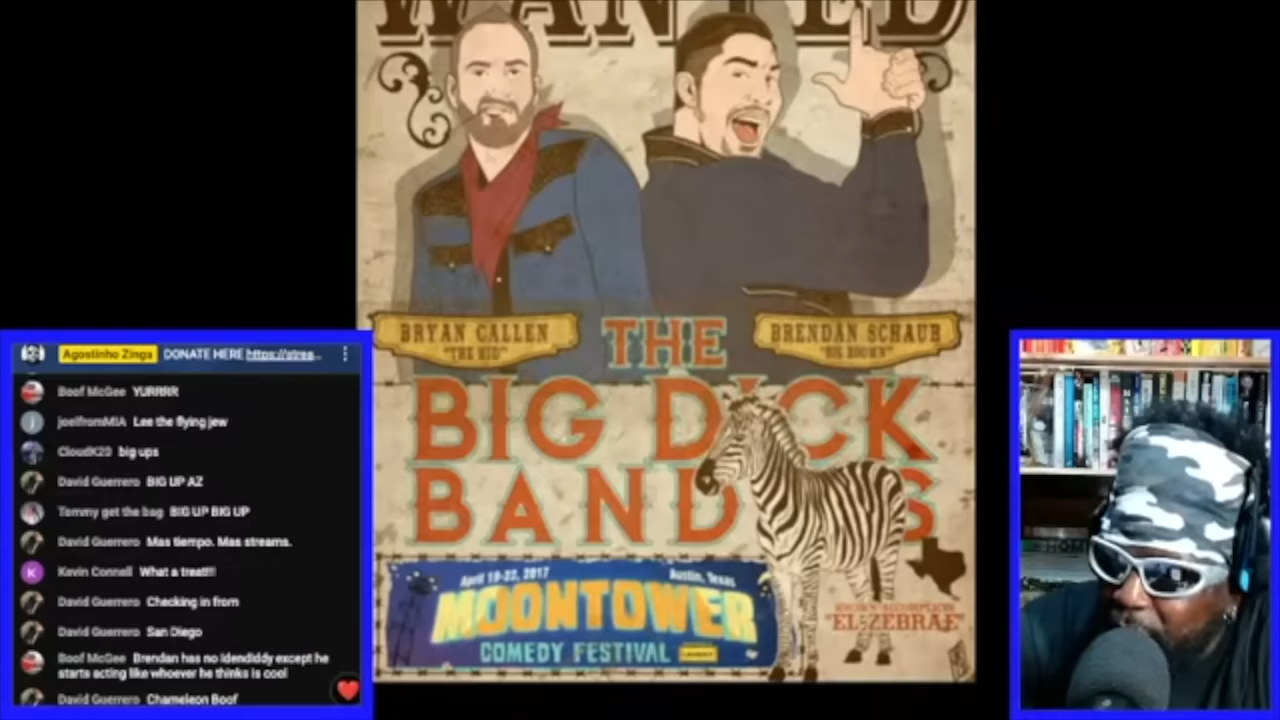 WANTED
BRYAN CALLEN
"THE KID"
THE
BRENDAN SCHAUB
"BIG BROWN"
BIG DICK
BAND S
April 19-22, 2017
Austin, Texas
MOONTOWER
COMEDY FESTIVAL
"EL ZEBRAE"
Agostinho Zinga DONATE HERE https://strea...
Boof McGee YURRRR
joelfromMIA Lee the flying jew
CloudK20 big ups
David Guerrero BIG UP AZ
Tommy get the bag BIG UP BIG UP
David Guerrero Mas tiempo. Mas streams.
Kevin Connell What a treat!!!
David Guerrero Checking in from
David Guerrero San Diego
Boof McGee Brendan has no idendiddy except he
starts acting like whoever he thinks is cool
David Guerrero Chameleon Boof